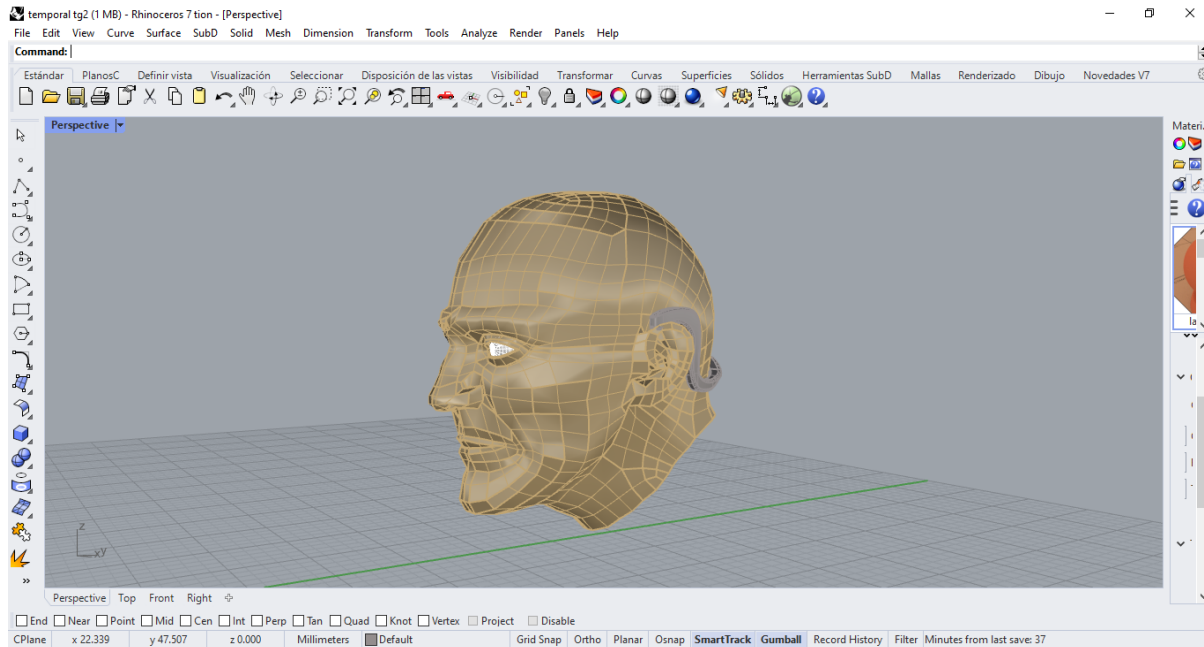 temporal tg2 (1 MB) - Rhinoceros 7 tion - [Perspective]
File Edit View Curve Surface SubD Solid Mesh Dimension Transform Tools Analyze Render Panels Help
Command:
Estándar PlanosC Definir vista Visualización Seleccionar Disposición de las vistas Visibilidad Transformar Curvas Superficies Sólidos Herramientas SubD Mallas Renderizado Dibujo Novedades V7
Perspective
Materi.
la
z
x y
Perspective Top Front Right
End Near Point Mid Cen Int Perp Tan Quad Knot Vertex Project Disable
CPlane x 22.339 y 47.507 z 0.000 Millimeters Default Grid Snap Ortho Planar Osnap SmartTrack Gumball Record History Filter Minutes from last save: 37